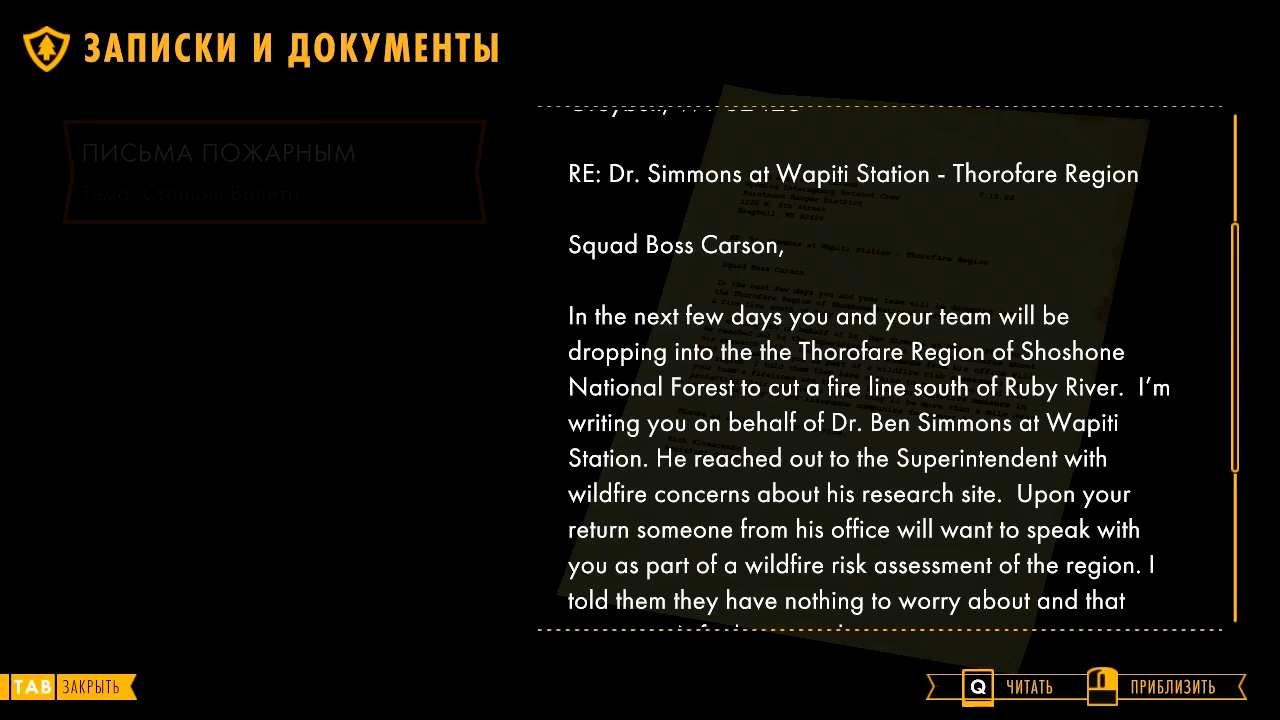 ЗАПИСКИ И ДОКУМЕНТЫ
ПИСЬМА ПОЖАРНЫМ
Тема: Станция Вапити
RE: Dr. Simmons at Wapiti Station - Thorofare Region
Squad Boss Carson,
In the next few days you and your team will be
dropping into the the Thorofare Region of Shoshone
National Forest to cut a fire line south of Ruby River.  I’m
writing you on behalf of Dr. Ben Simmons at Wapiti
Station. He reached out to the Superintendent with
wildfire concerns about his research site.  Upon your
return someone from his office will want to speak with
you as part of a wildfire risk assessment of the region. I
told them they have nothing to worry about and that
TAB ЗАКРЫТЬ
Q ЧИТАТЬ
ПРИБЛИЗИТЬ